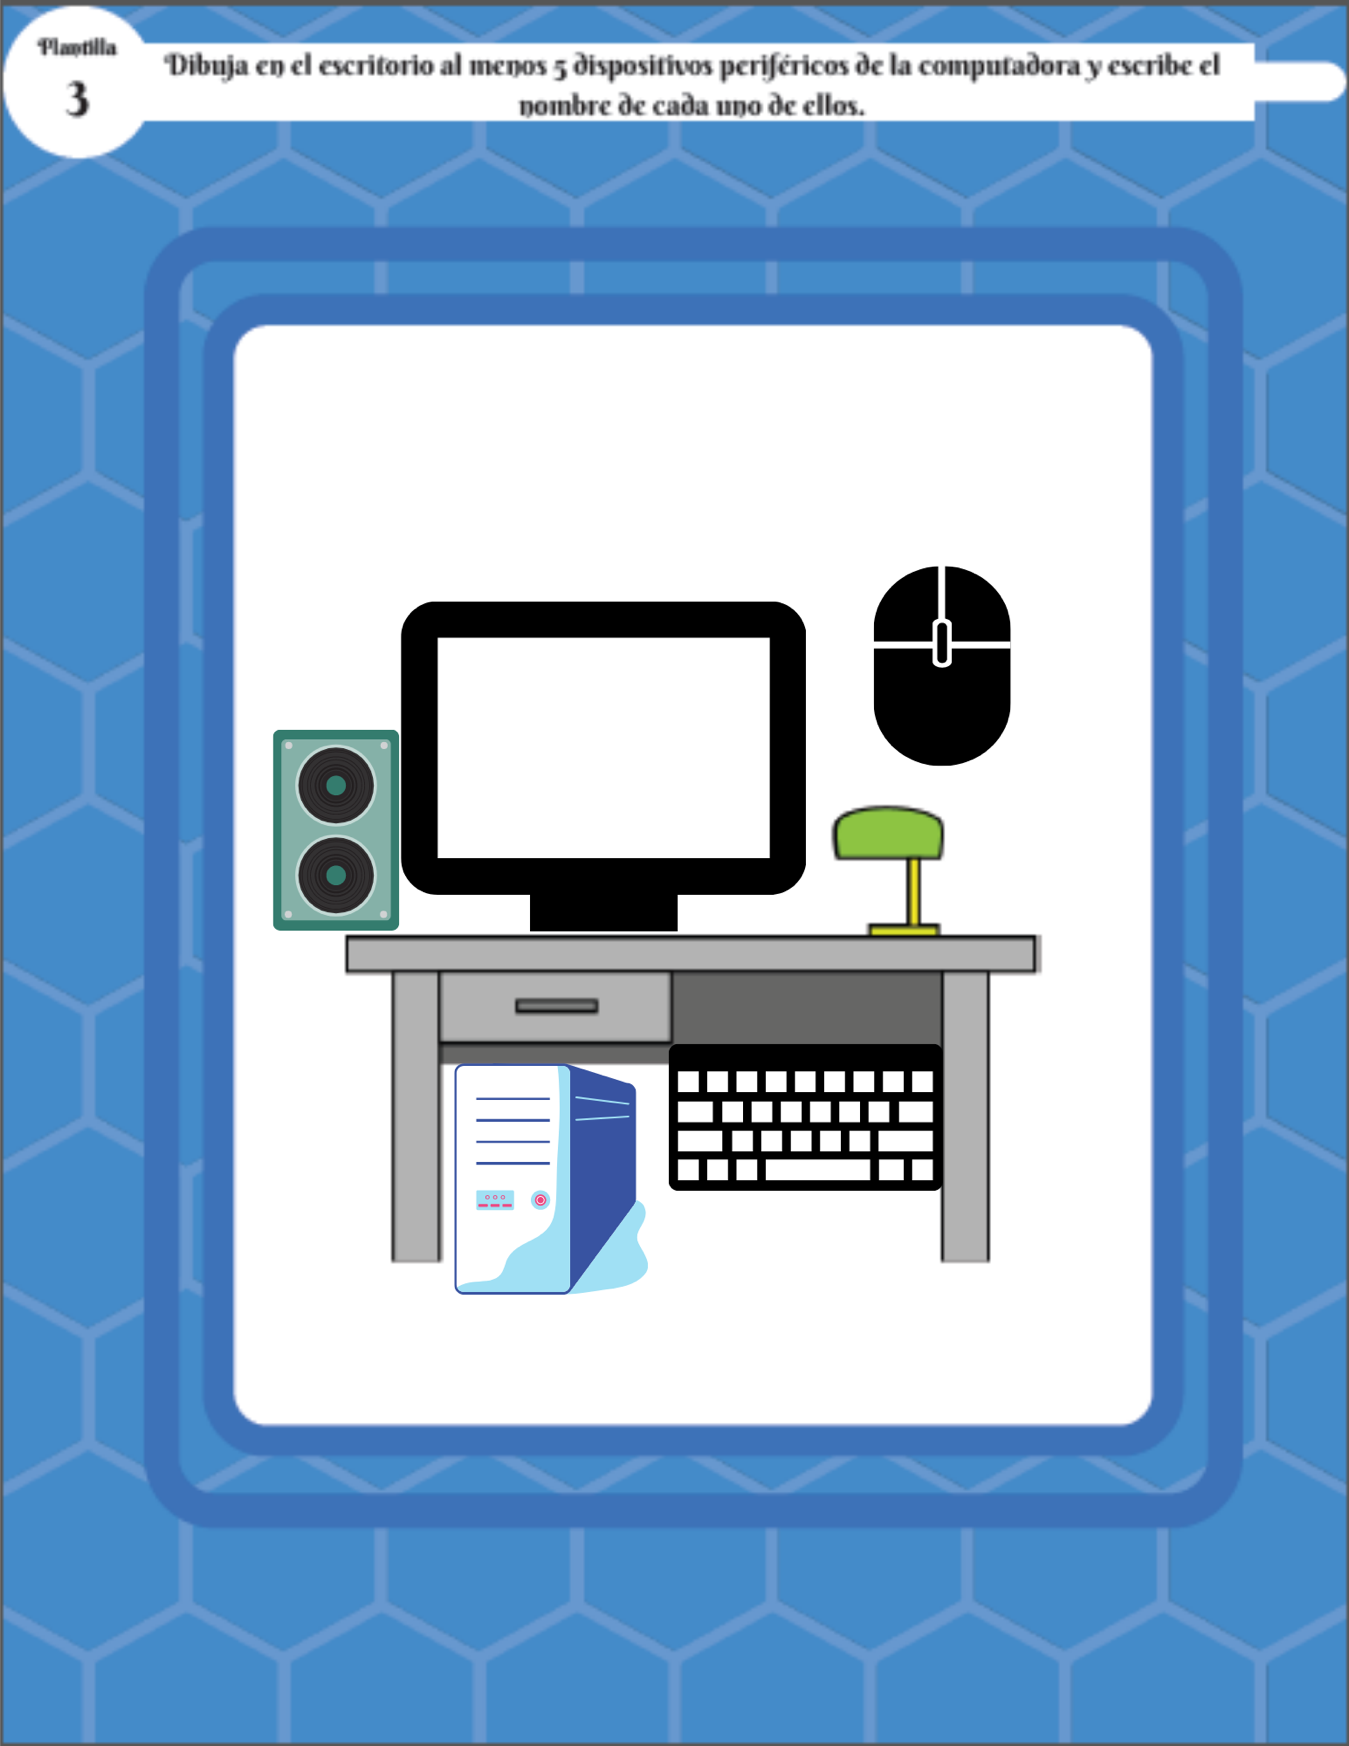 Plantilla
3
Dibuja en el escritorio al menos 5 dispositivos periféricos de la computadora y escribe el
nombre de cada uno de ellos.